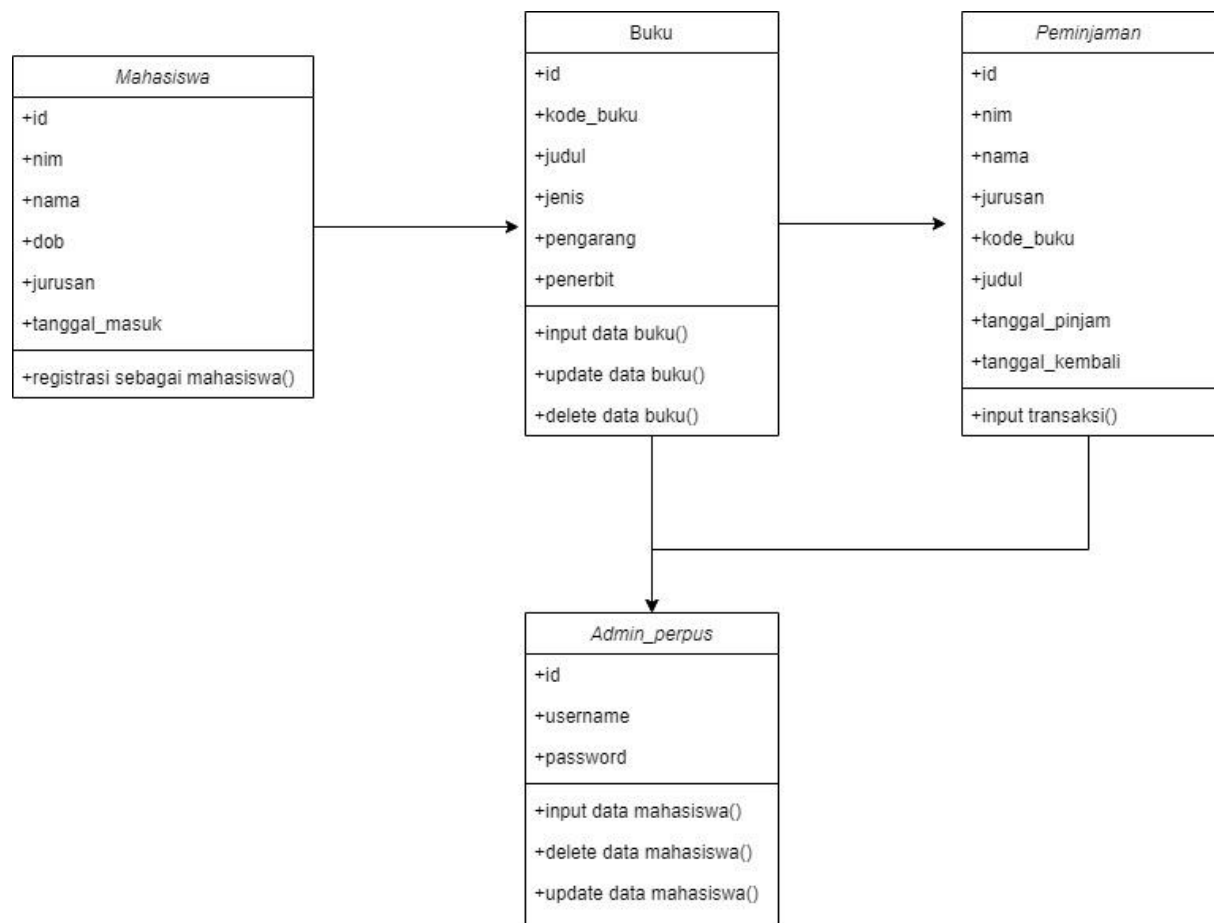 Mahasiswa
+id
+nim
+nama
+dob
+jurusan
+tanggal_masuk
+registrasi sebagai mahasiswa()
Buku
+id
+kode_buku
+judul
+jenis
+pengarang
+penerbit
+input data buku()
+update data buku()
+delete data buku()
Peminjaman
+id
+nim
+nama
+jurusan
+kode_buku
+judul
+tanggal_pinjam
+tanggal_kembali
+input transaksi()
Admin_perpus
+id
+username
+password
+input data mahasiswa()
+delete data mahasiswa()
+update data mahasiswa()